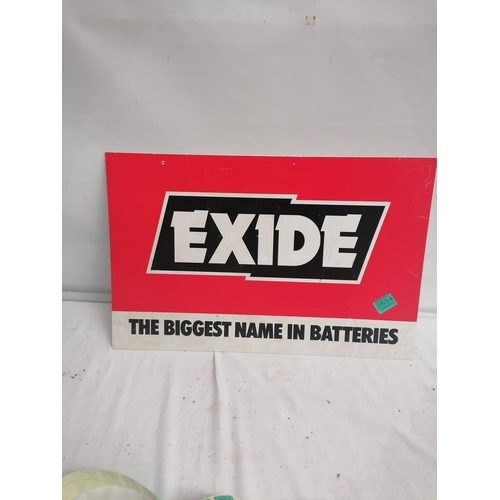 EXIDE
THE BIGGEST NAME IN BATTERIES